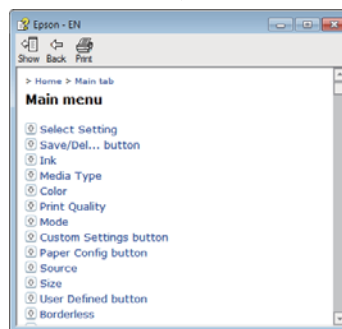 Epson - EN
Show Back Print
> Home > Main tab
Main menu
Select Setting
Save/Del... button
Ink
Media Type
Color
Print Quality
Mode
Custom Settings button
Paper Config button
Source
Size
User Defined button
Borderless